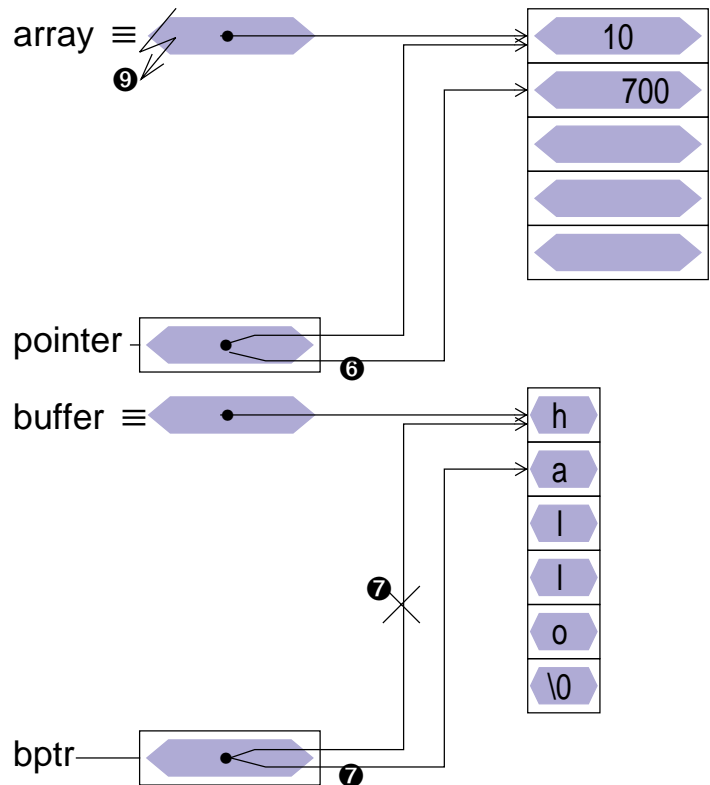 array ≡ 10
❾
700
pointer
❻
buffer ≡ h
a
l
l
❼
o
\0
bptr
❼